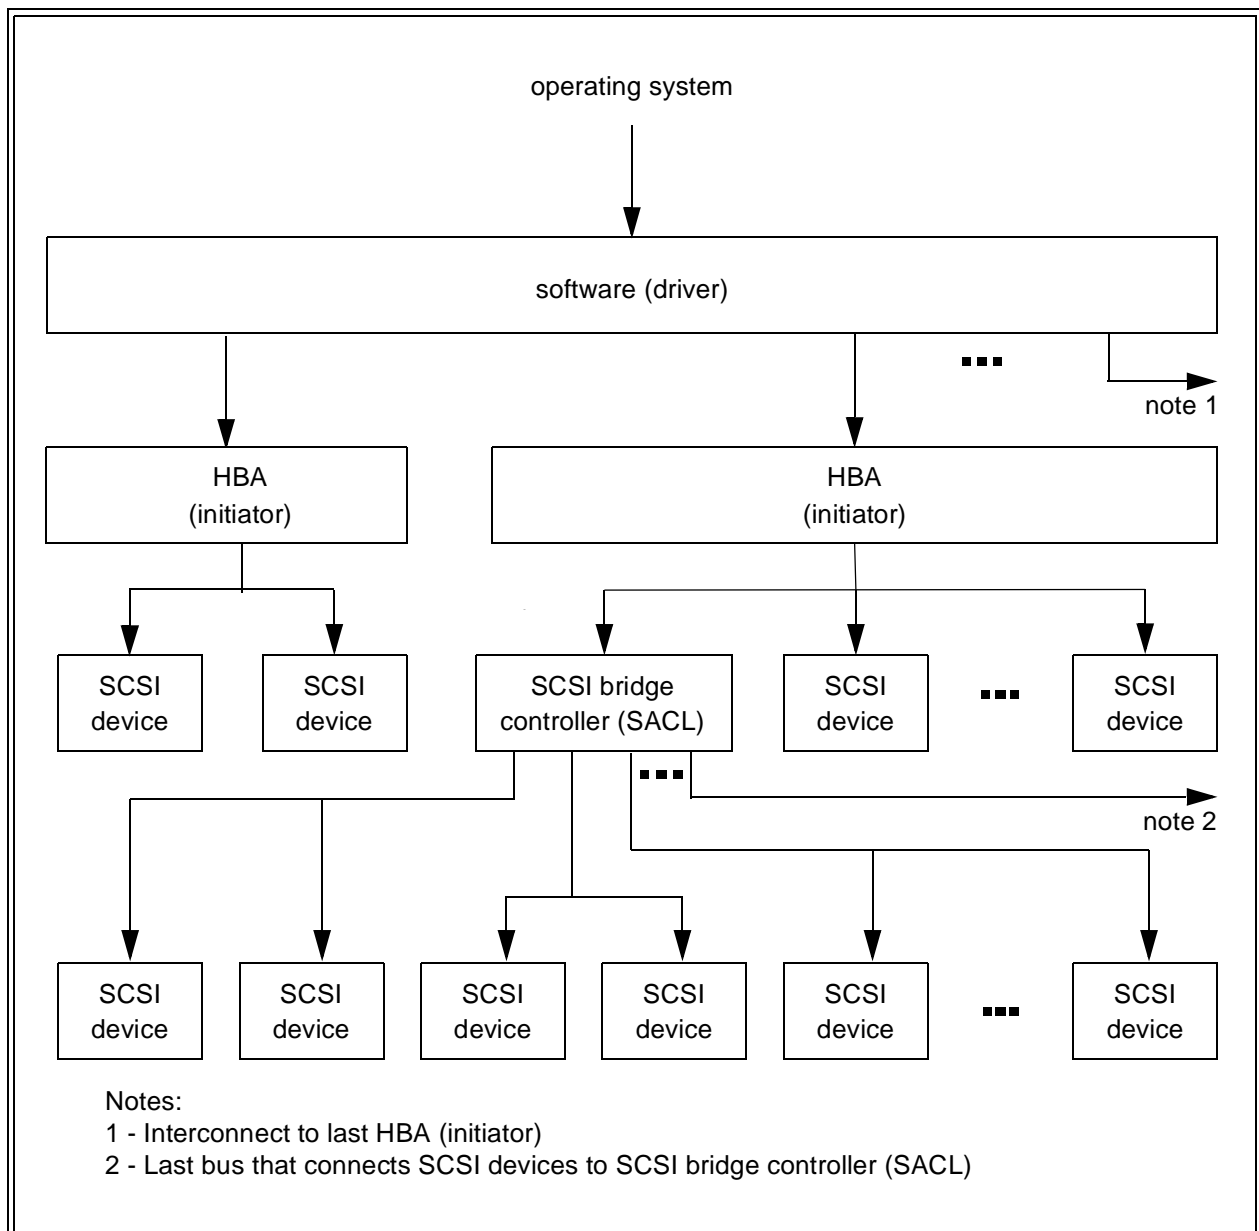 operating system
software (driver)
note 1
HBA
(initiator)
HBA
(initiator)
SCSI
device
SCSI
device
SCSI bridge
controller (SACL)
SCSI
device
SCSI
device
note 2
SCSI
device
SCSI
device
SCSI
device
SCSI
device
SCSI
device
SCSI
device
Notes:
1 - Interconnect to last HBA (initiator)
2 - Last bus that connects SCSI devices to SCSI bridge controller (SACL)